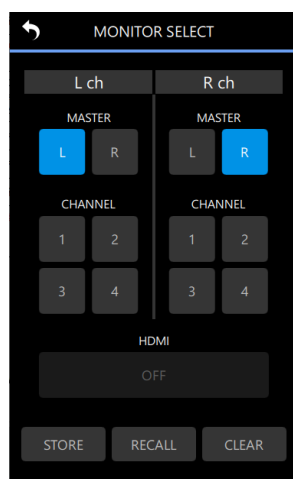 MONITOR SELECT
L ch R ch
MASTER MASTER
L R L R
CHANNEL CHANNEL
1 2 1 2
3 4 3 4
HDMI
OFF
STORE RECALL CLEAR